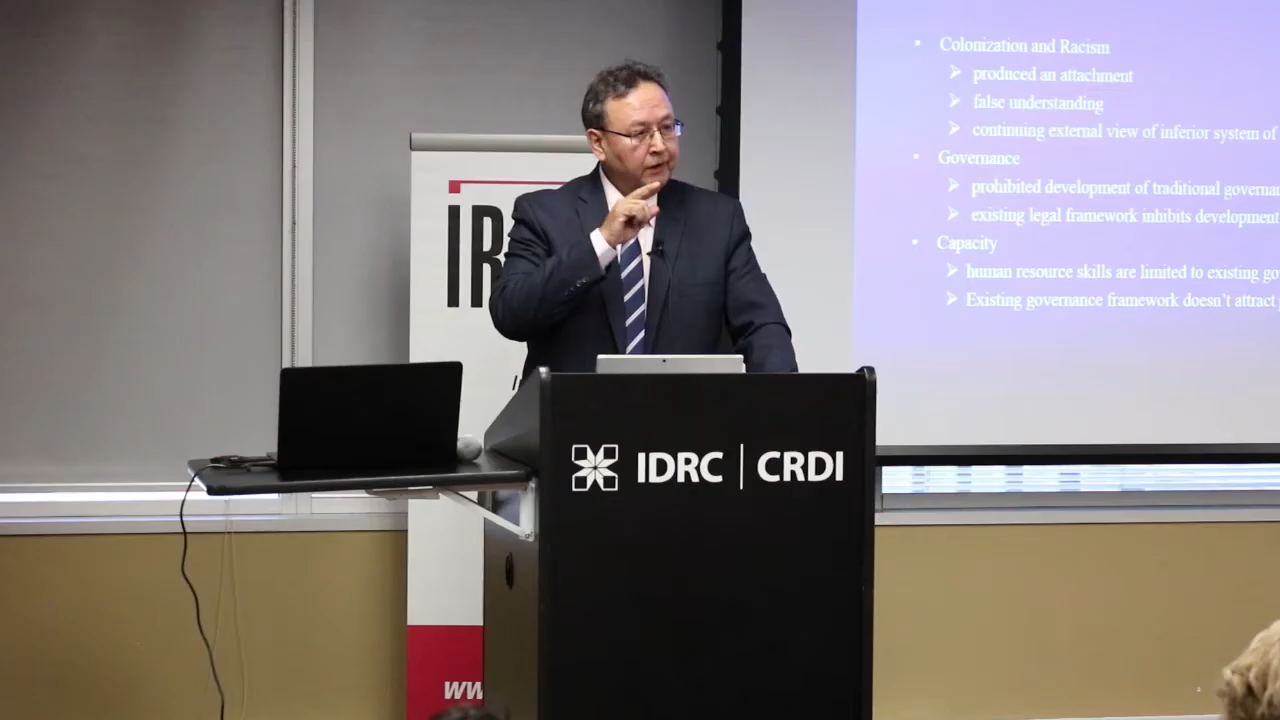 • Colonization and Racism
➢ produced an attachment
➢ false understanding
➢ continuing external view of inferior system of
• Governance
➢ prohibited development of traditional
➢ existing legal framework inhibits development
• Capacity
➢ human resource skills are limited to existing
➢ Existing governance framework doesn't attract
IR
IDRC | CRDI
ww